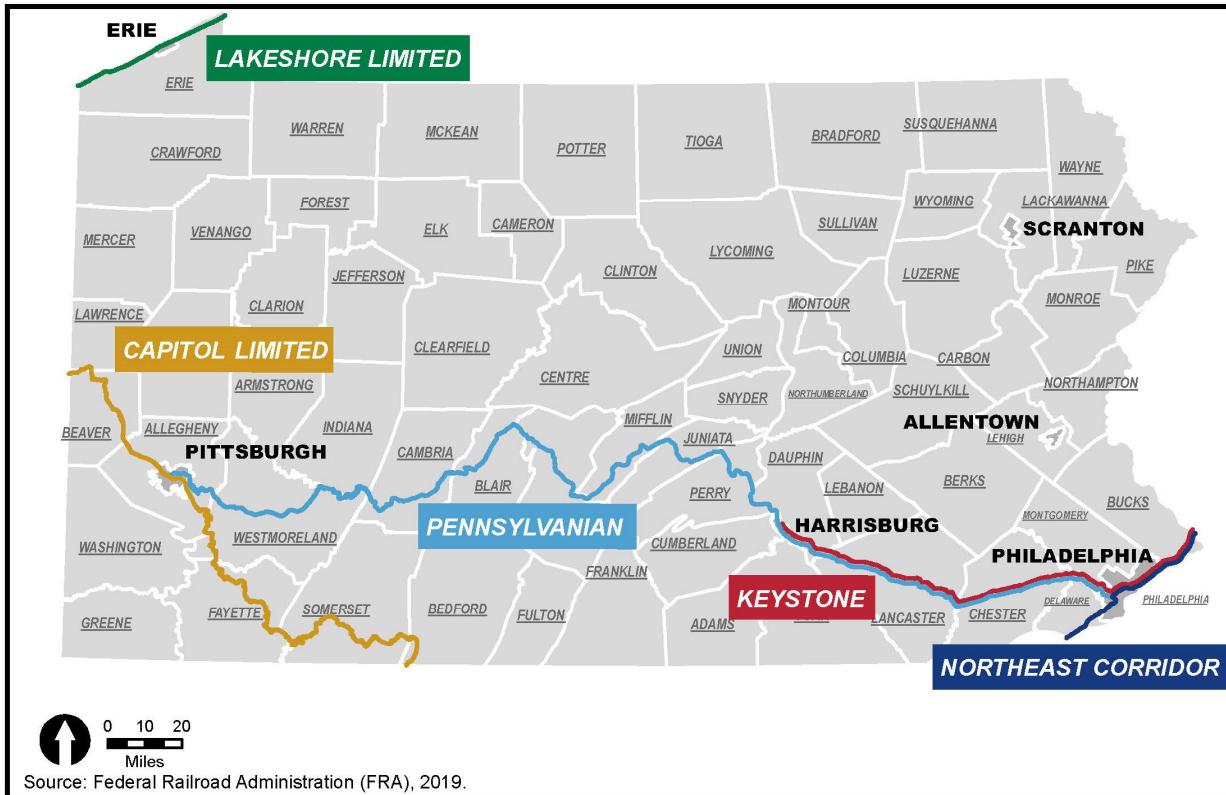 ERIE
LAKESHORE LIMITED
ERIE
WARREN
MCKEAN
POTTER
TIOGA
BRADFORD
SUSQUEHANNA
CRAWFORD
WAYNE
FOREST
WYOMING
LACKAWANNA
MERCER
VENANGO
ELK
CAMERON
SULLIVAN
SCRANTON
LYCOMING
CLINTON
JEFFERSON
LUZERNE
PIKE
CLARION
MONTOUR
MONROE
LAWRENCE
CAPITOL LIMITED
CLEARFIELD
UNION
COLUMBIA
CARBON
CENTRE
ARMSTRONG
SNYDER
NORTHUMBERLAND
SCHUYLKILL
NORTHAMPTON
BEAVER
ALLEGHENY
INDIANA
MIFFLIN
ALLENTOWN
LEHIGH
PITTSBURGH
CAMBRIA
JUNIATA
DAUPHIN
BLAIR
PERRY
LEBANON
BERKS
BUCKS
PENNSYLVANIAN
HARRISBURG
MONTGOMERY
WASHINGTON
WESTMORELAND
CUMBERLAND
PHILADELPHIA
FRANKLIN
KEYSTONE
DELAWARE
PHILADELPHIA
GREENE
FAYETTE
SOMERSET
BEDFORD
FULTON
ADAMS
LANCASTER
CHESTER
NORTHEAST CORRIDOR
0 10 20
Miles
Source: Federal Railroad Administration (FRA), 2019.